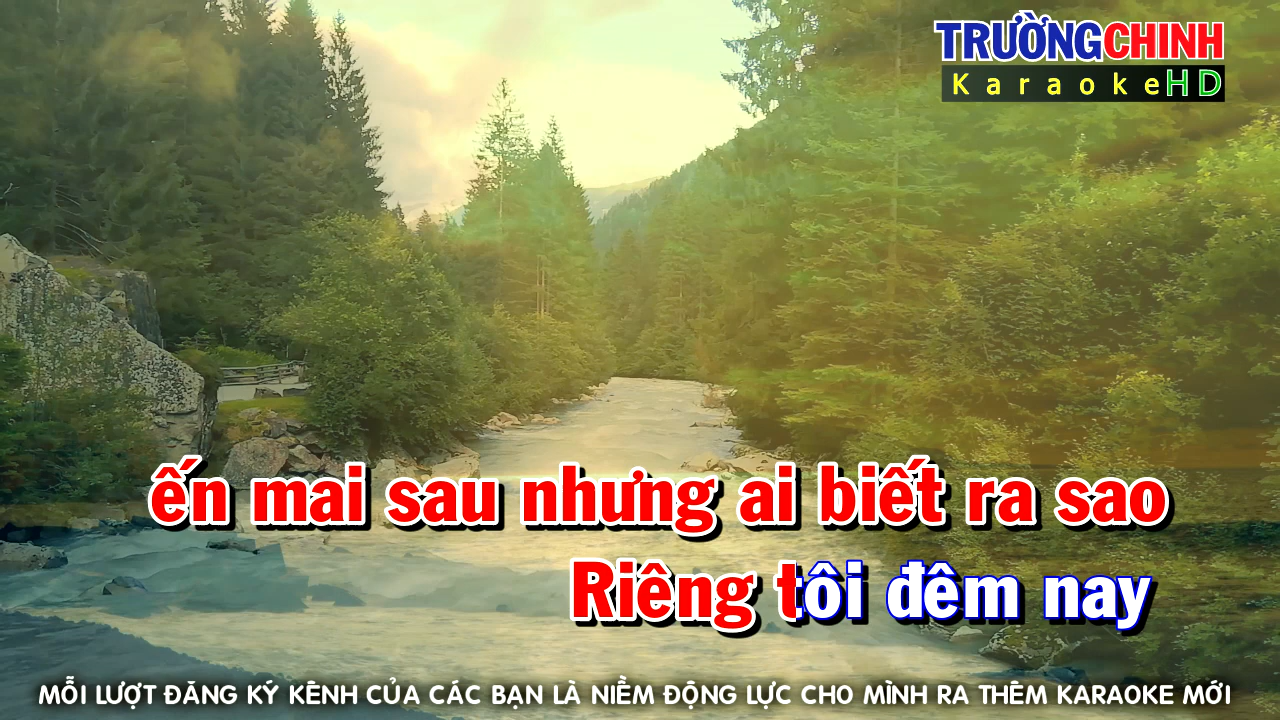 TRƯỜNGCHINH
KaraokeHD
ến mai sau nhưng ai biết ra sao
Riêng tôi đêm nay
MỖI LƯỢT ĐĂNG KÝ KÊNH CỦA CÁC BẠN LÀ NIỀM ĐỘNG LỰC CHO MÌNH RA THÊM KARAOKE MỚI